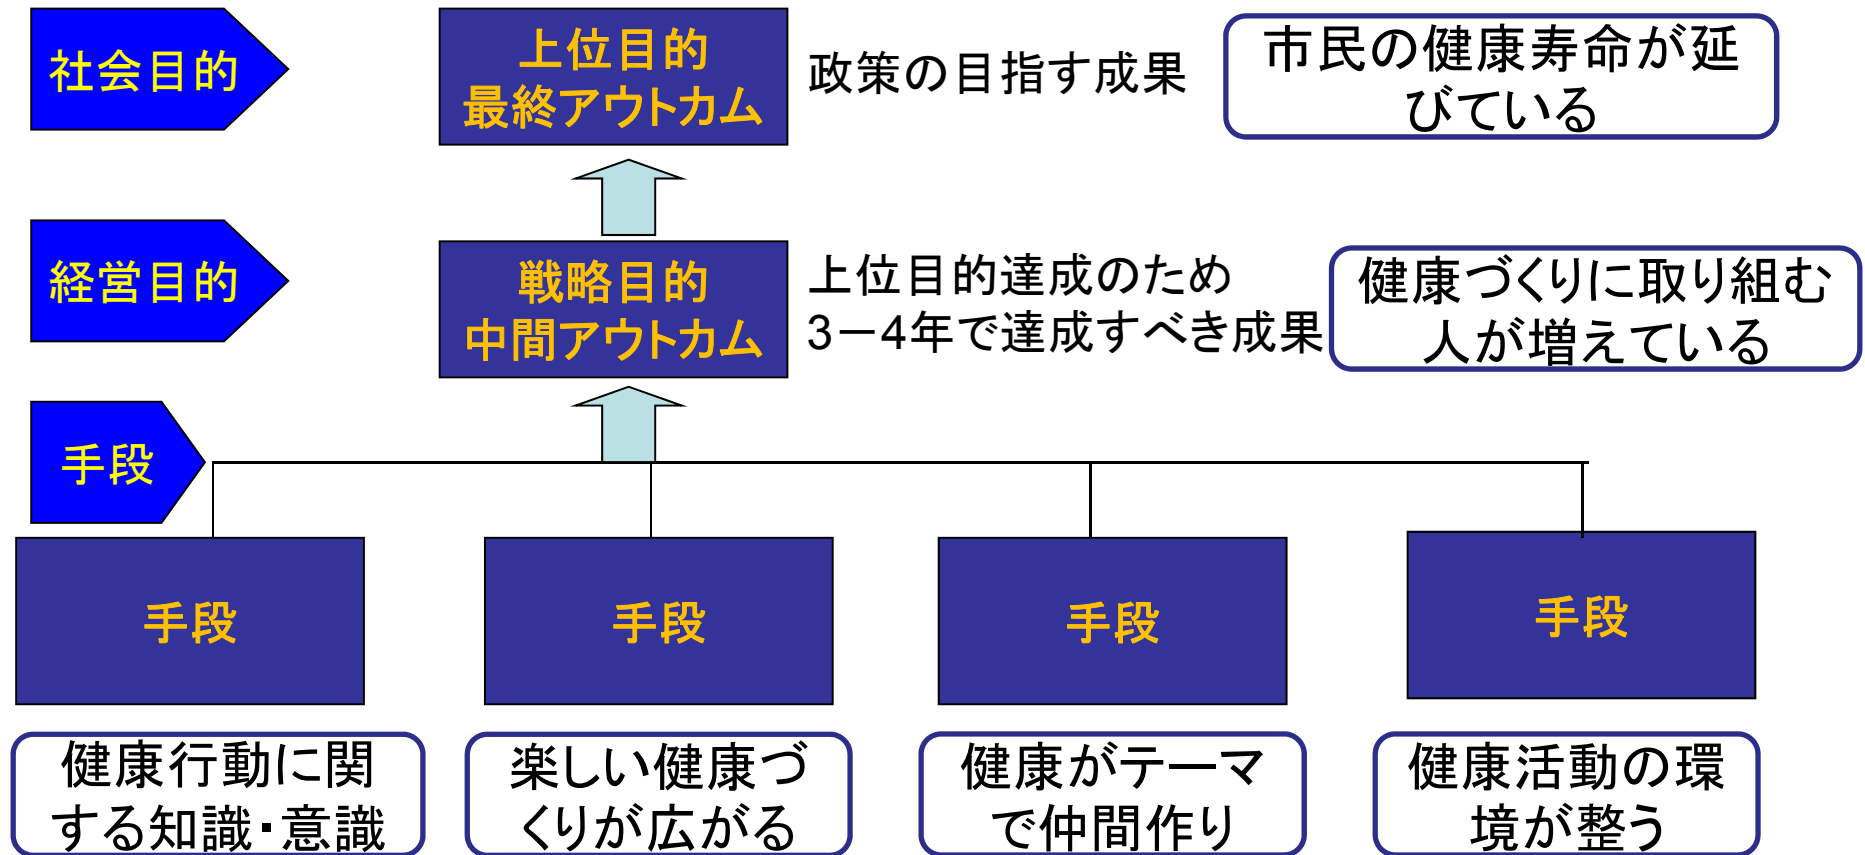 社会目的
上位目的
最終アウトカム
政策の目指す成果
市民の健康寿命が延
びている
経営目的
戦略目的
中間アウトカム
上位目的達成のため
3－4年で達成すべき成果
健康づくりに取り組む
人が増えている
手段
手段
手段
手段
手段
健康行動に関
する知識・意識
楽しい健康づ
くりが広がる
健康がテーマ
で仲間作り
健康活動の環
境が整う